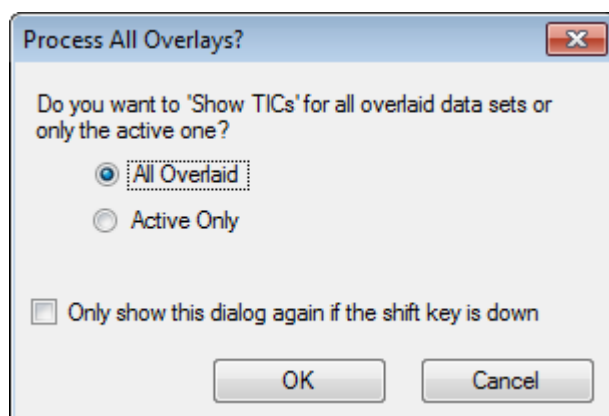 Process All Overlays?
Do you want to 'Show TICs' for all overlaid data sets or
only the active one?
All Overlaid
Active Only
Only show this dialog again if the shift key is down
OK
Cancel